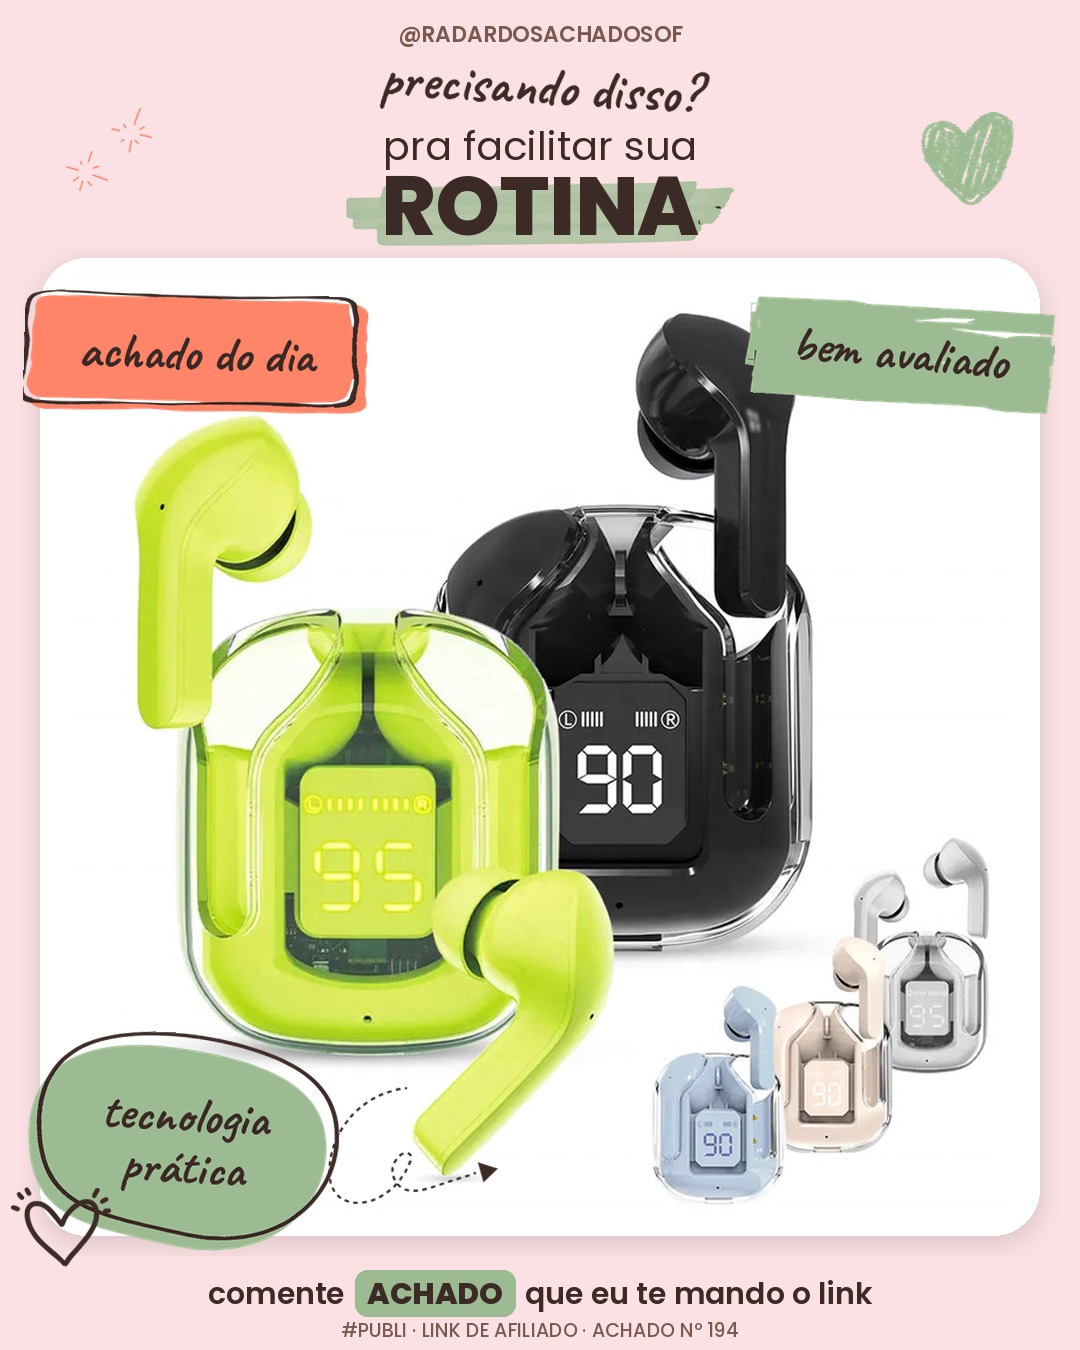 @RADARDOSACHADOSOF
precisando disso?
pra facilitar sua
ROTINA
achado do dia
bem avaliado
L R
90
L R
95
95
90
90
tecnologia
prática
comente ACHADO que eu te mando o link
#PUBLI · LINK DE AFILIADO · ACHADO Nº 194